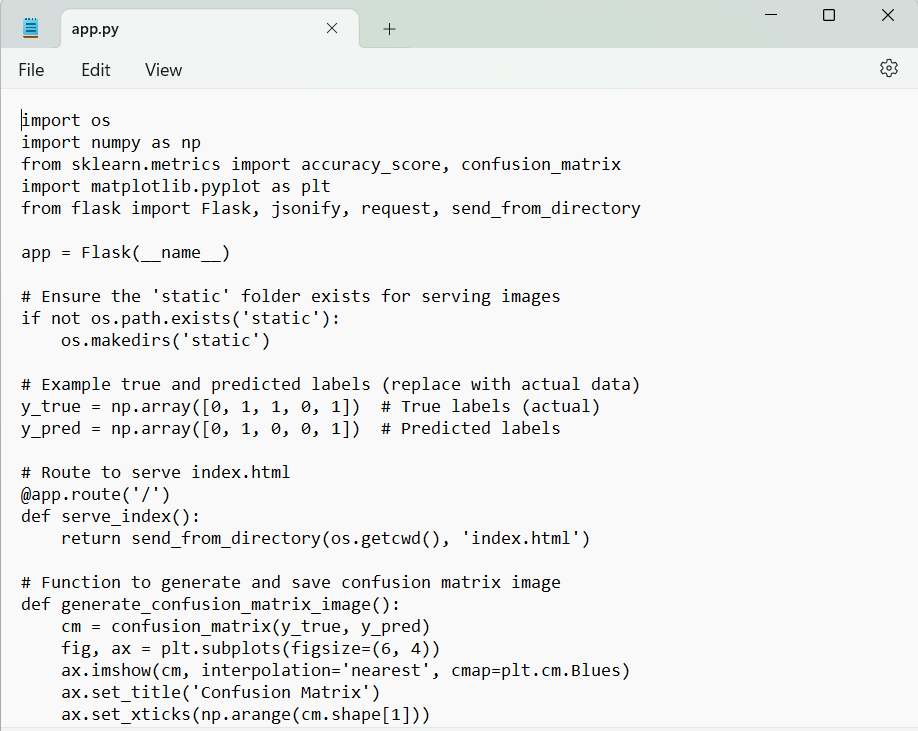 app.py
File Edit View
import os
import numpy as np
from sklearn.metrics import accuracy_score, confusion_matrix
import matplotlib.pyplot as plt
from flask import Flask, jsonify, request, send_from_directory

app = Flask(__name__)

# Ensure the 'static' folder exists for serving images
if not os.path.exists('static'):
    os.makedirs('static')

# Example true and predicted labels (replace with actual data)
y_true = np.array([0, 1, 1, 0, 1])  # True labels (actual)
y_pred = np.array([0, 1, 0, 0, 1])  # Predicted labels

# Route to serve index.html
@app.route('/')
def serve_index():
    return send_from_directory(os.getcwd(), 'index.html')

# Function to generate and save confusion matrix image
def generate_confusion_matrix_image():
    cm = confusion_matrix(y_true, y_pred)
    fig, ax = plt.subplots(figsize=(6, 4))
    ax.imshow(cm, interpolation='nearest', cmap=plt.cm.Blues)
    ax.set_title('Confusion Matrix')
    ax.set_xticks(np.arange(cm.shape[1]))